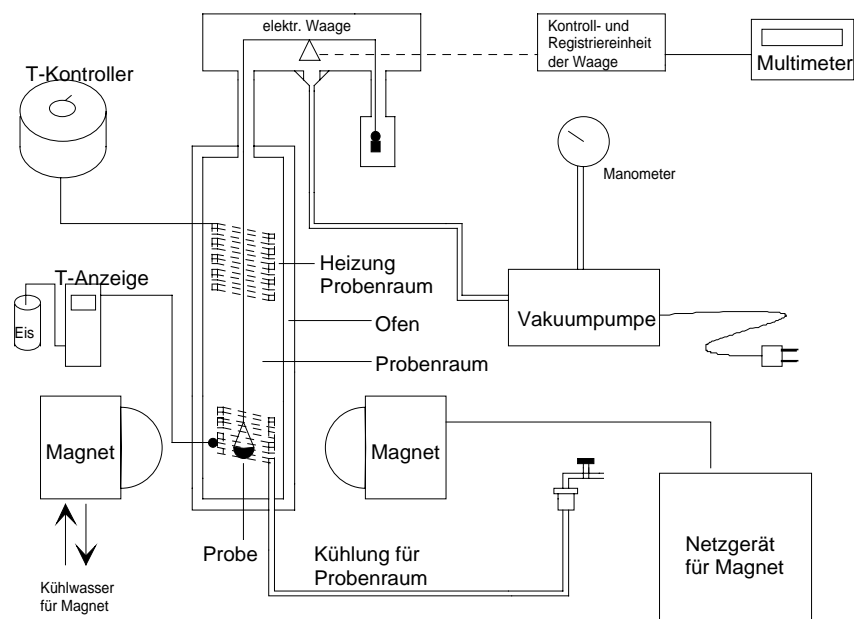 elektr. Waage
Kontroll- und
Registriereinheit
der Waage
Multimeter
T-Kontroller
Manometer
Heizung
Probenraum
T-Anzeige
Eis
Ofen
Vakuumpumpe
Probenraum
Magnet
Magnet
Probe
Kühlung für
Probenraum
Netzgerät
für Magnet
Kühlwasser
für Magnet